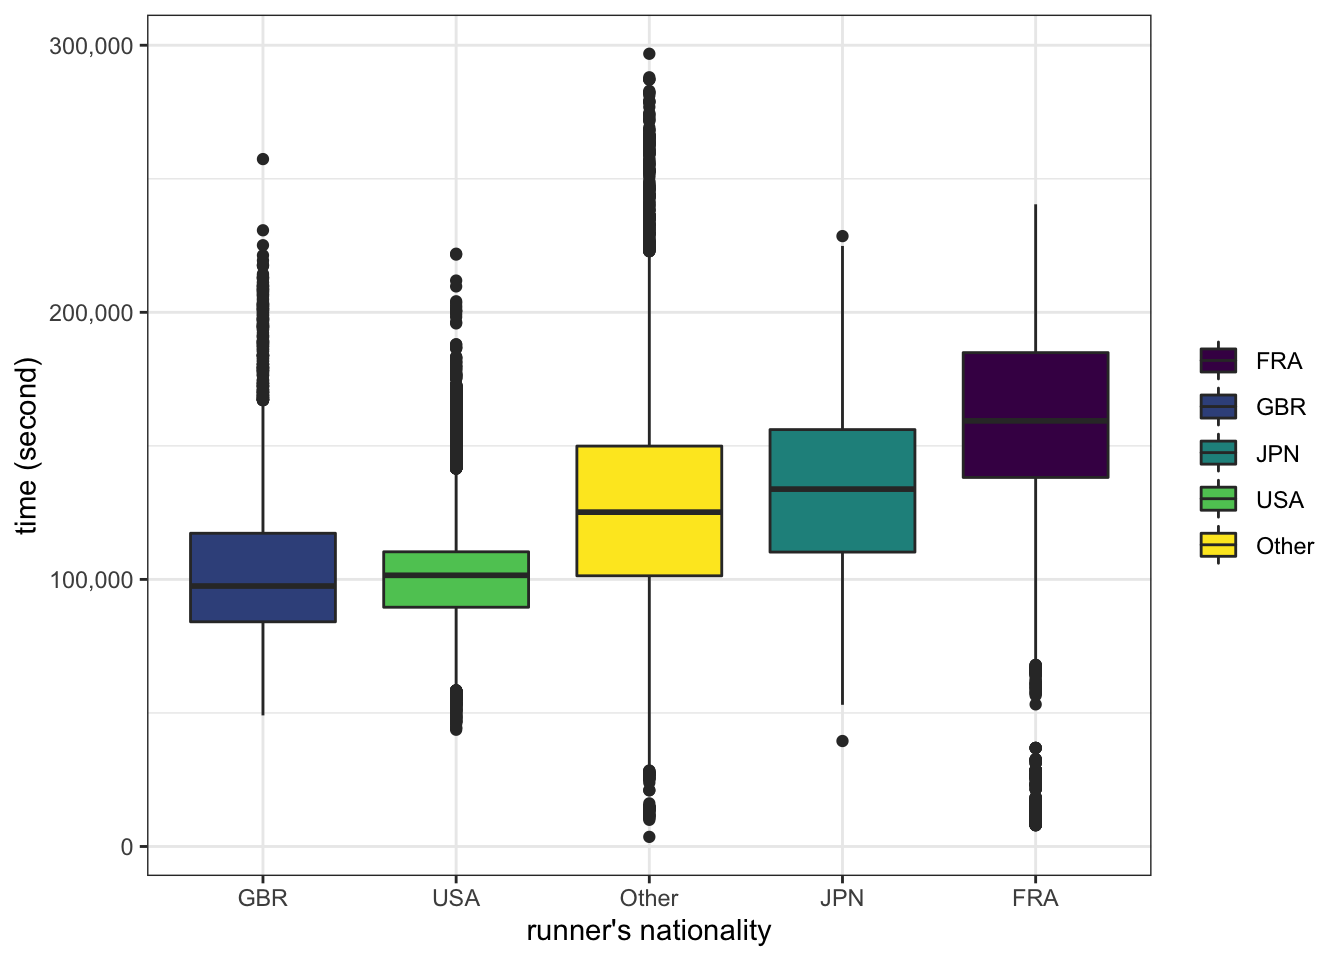 300,000
200,000
100,000
0
time (second)
GBR
USA
Other
JPN
FRA
runner's nationality
FRA
GBR
JPN
USA
Other